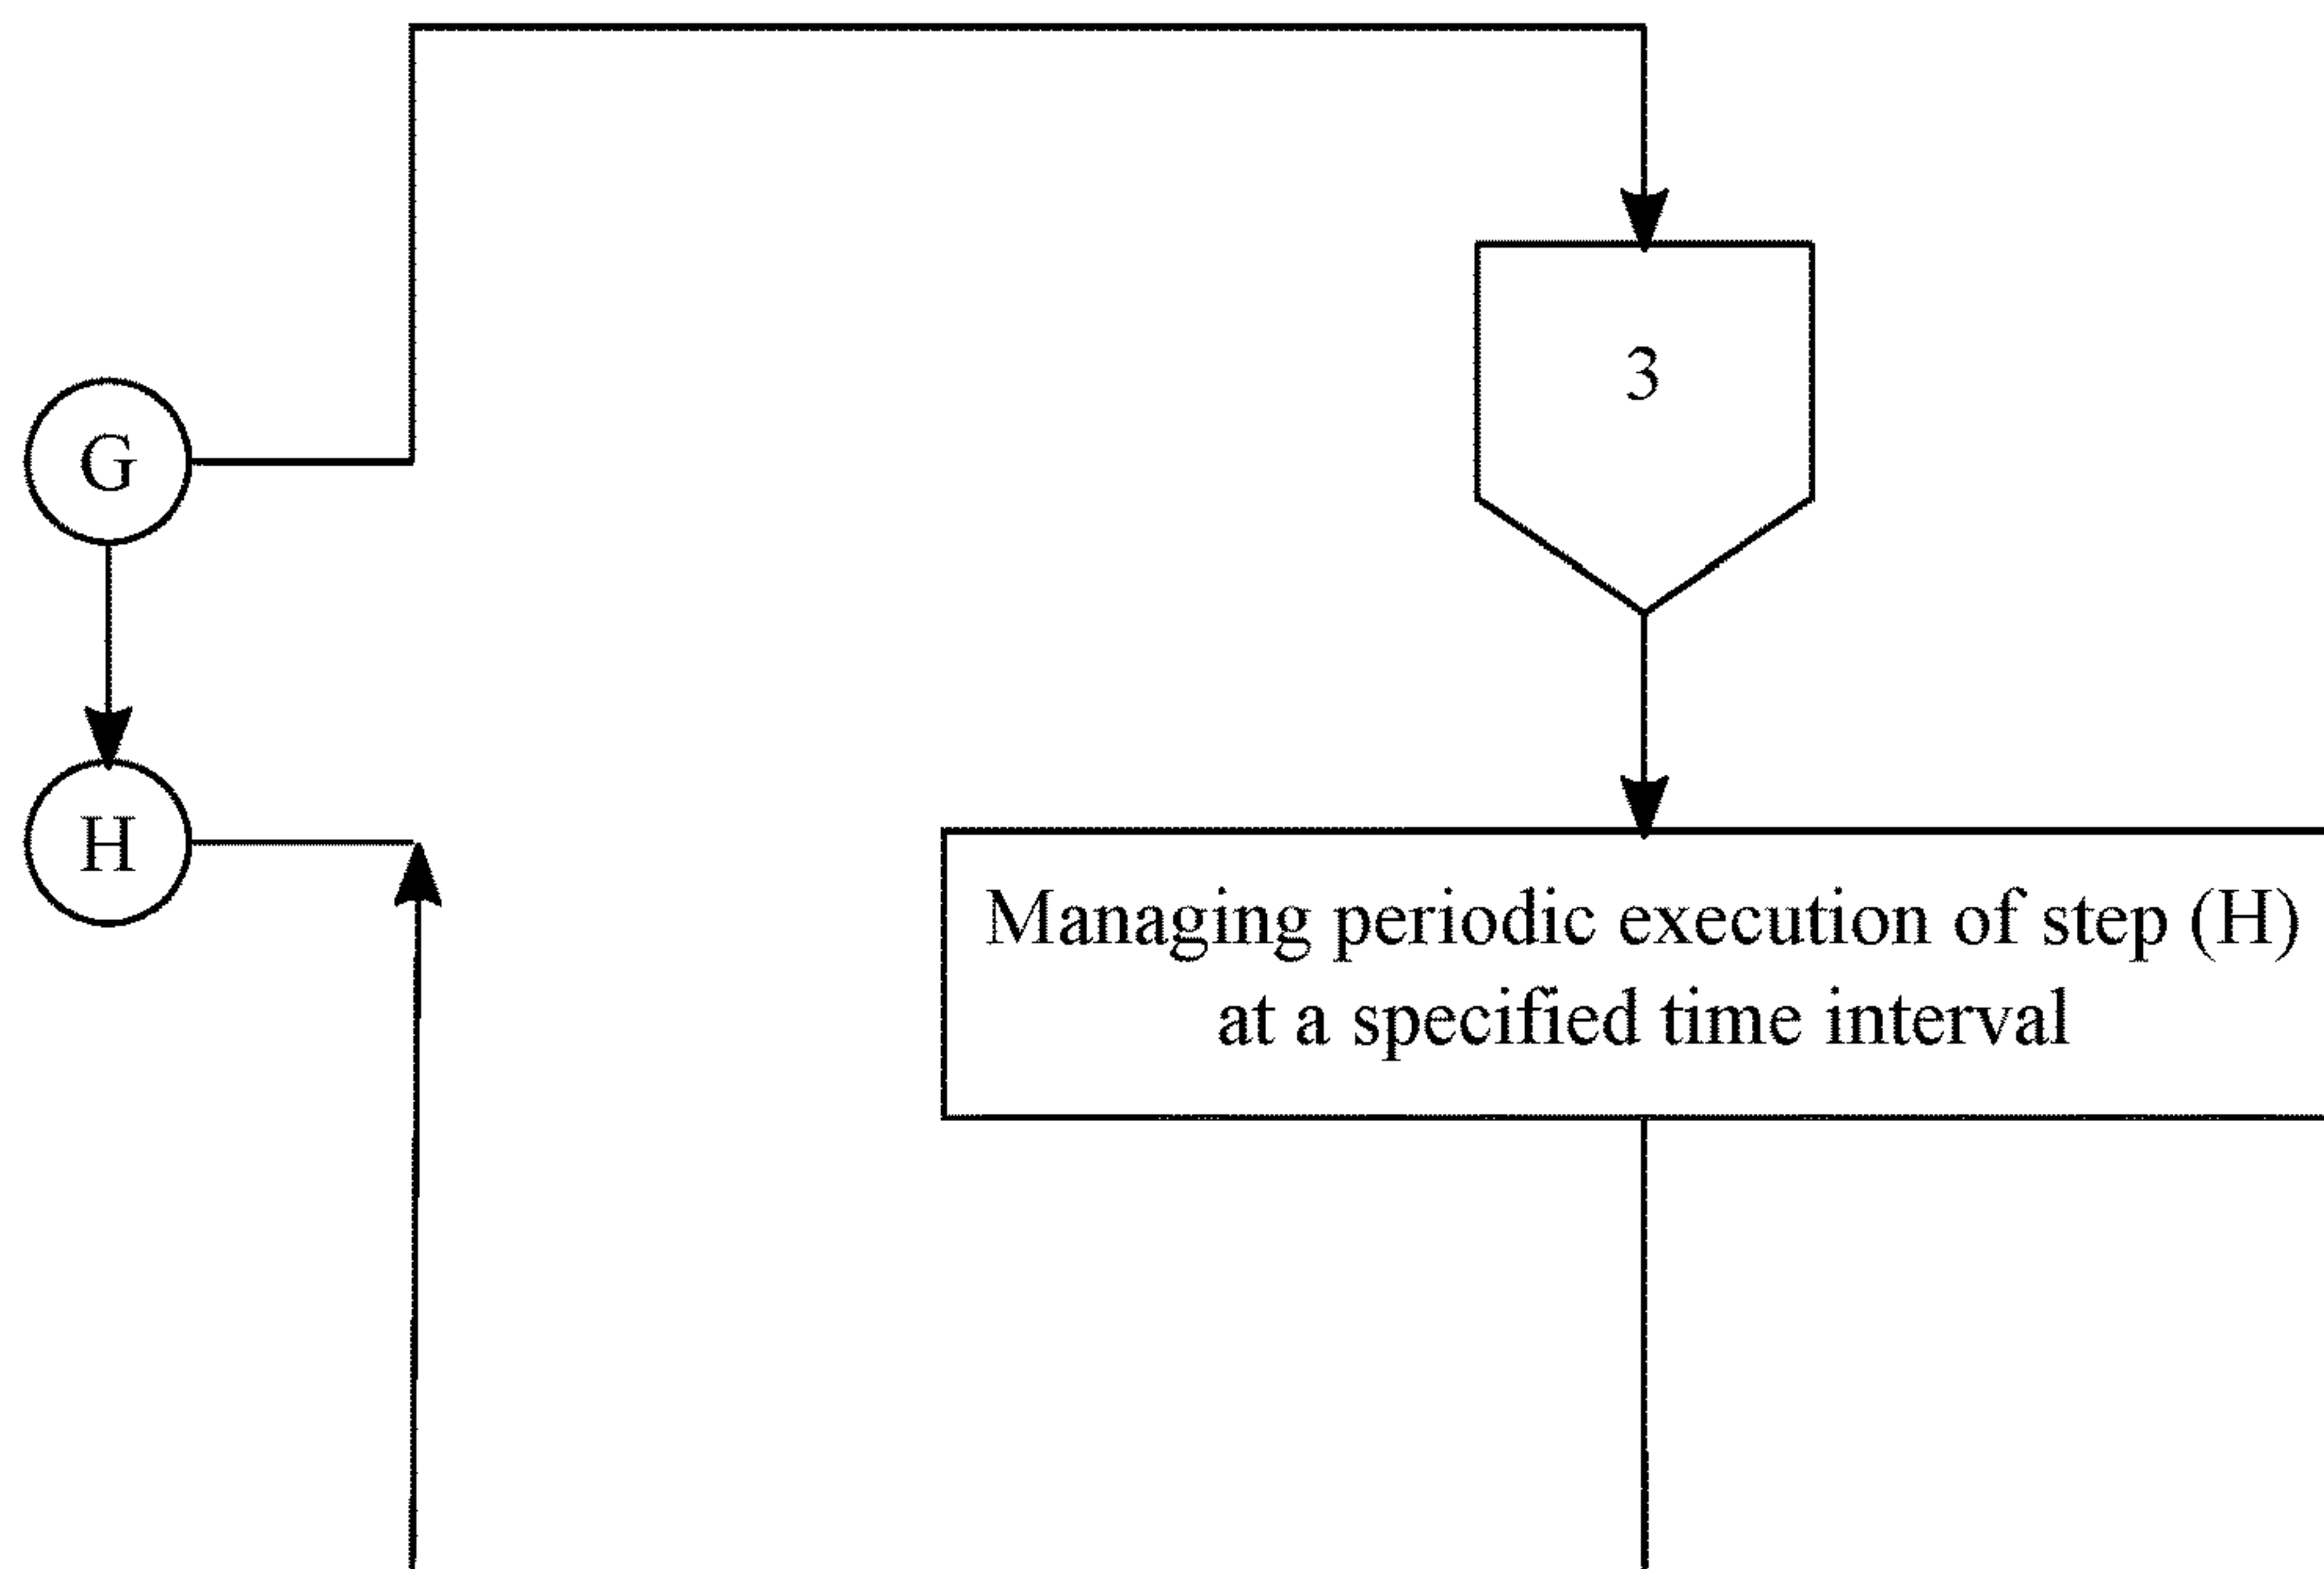 3
G
H
Managing periodic execution of step (H)
at a specified time interval